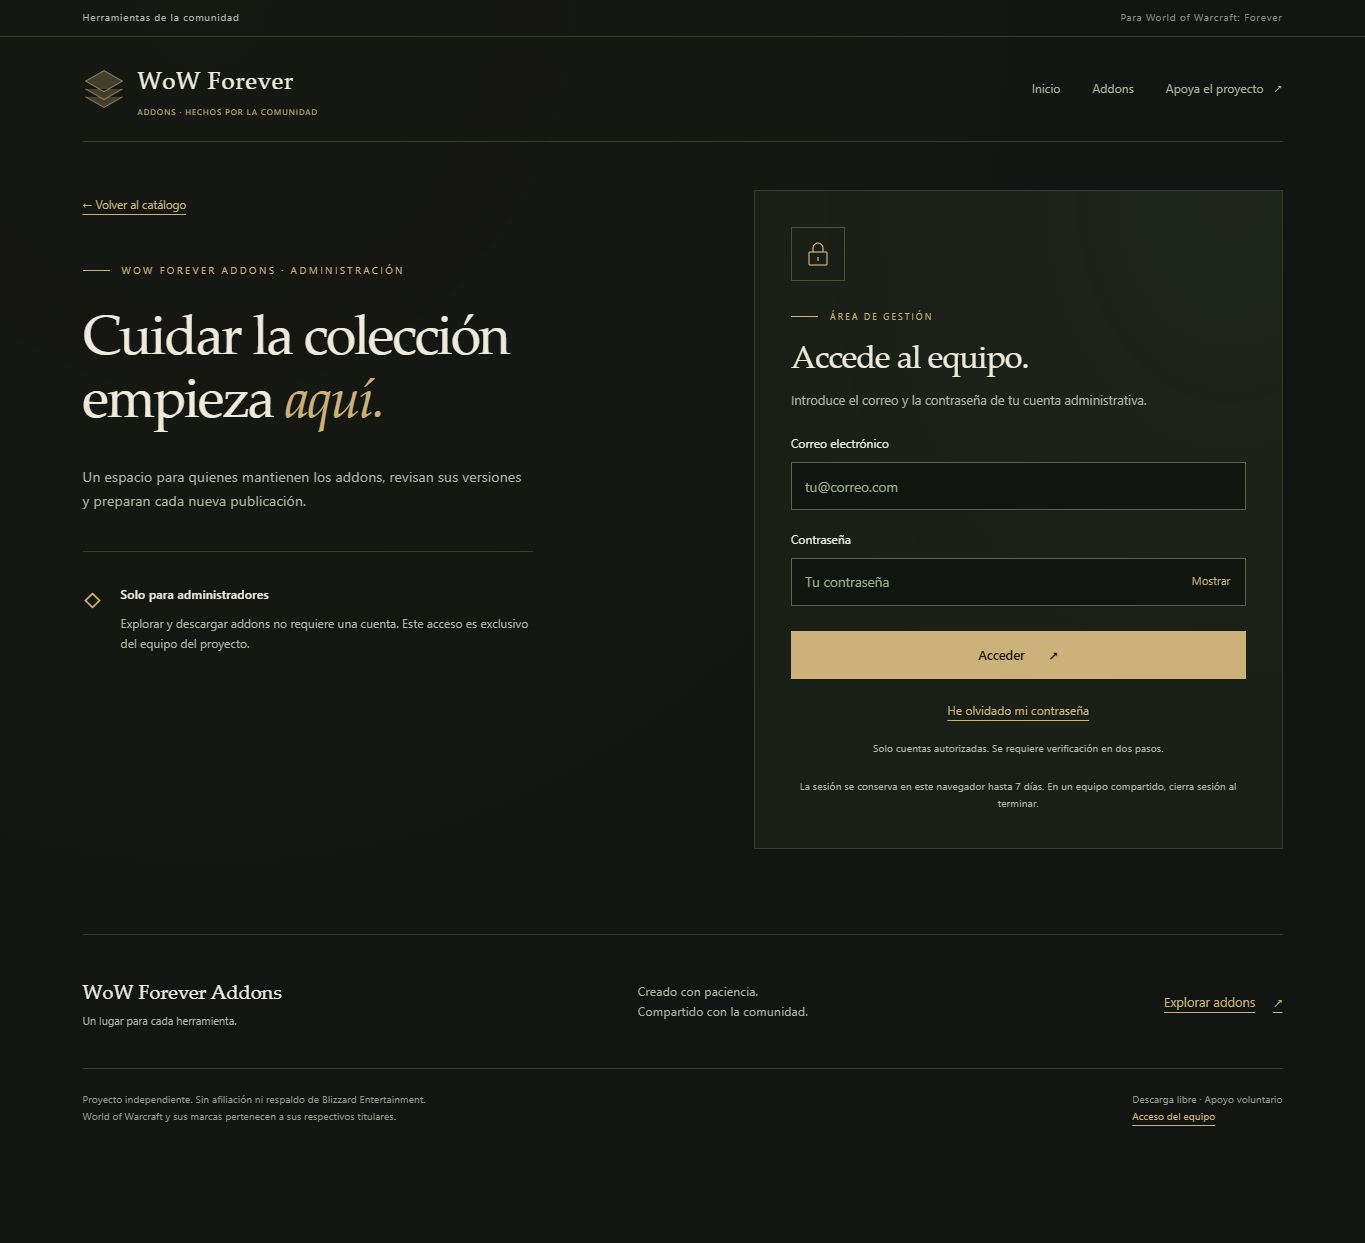 Herramientas de la comunidad
Para World of Warcraft: Forever
WoW Forever
ADDONS · HECHOS POR LA COMUNIDAD
Inicio
Addons
Apoya el proyecto ↗
← Volver al catálogo
WOW FOREVER ADDONS · ADMINISTRACIÓN
Cuidar la colección
empieza aquí.
Un espacio para quienes mantienen los addons, revisan sus versiones
y preparan cada nueva publicación.
Solo para administradores
Explorar y descargar addons no requiere una cuenta. Este acceso es exclusivo
del equipo del proyecto.
ÁREA DE GESTIÓN
Accede al equipo.
Introduce el correo y la contraseña de tu cuenta administrativa.
Correo electrónico
tu@correo.com
Contraseña
Tu contraseña
Mostrar
Acceder ↗
He olvidado mi contraseña
Solo cuentas autorizadas. Se requiere verificación en dos pasos.
La sesión se conserva en este navegador hasta 7 días. En un equipo compartido, cierra sesión al
terminar.
WoW Forever Addons
Un lugar para cada herramienta.
Creado con paciencia.
Compartido con la comunidad.
Explorar addons ↗
Proyecto independiente. Sin afiliación ni respaldo de Blizzard Entertainment.
World of Warcraft y sus marcas pertenecen a sus respectivos titulares.
Descarga libre · Apoyo voluntario
Acceso del equipo